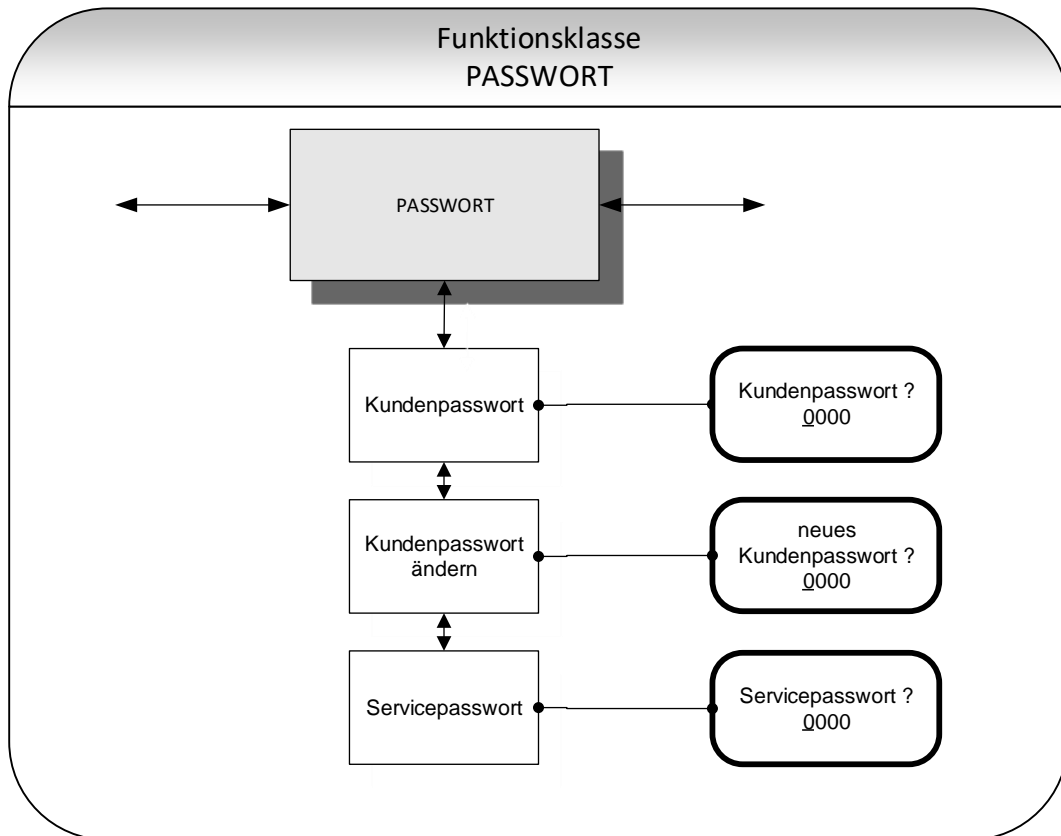 Funktionsklasse
PASSWORT
PASSWORT
Kundenpasswort
Kundenpasswort ?
0000
Kundenpasswort
ändern
neues
Kundenpasswort ?
0000
Servicepasswort
Servicepasswort ?
0000